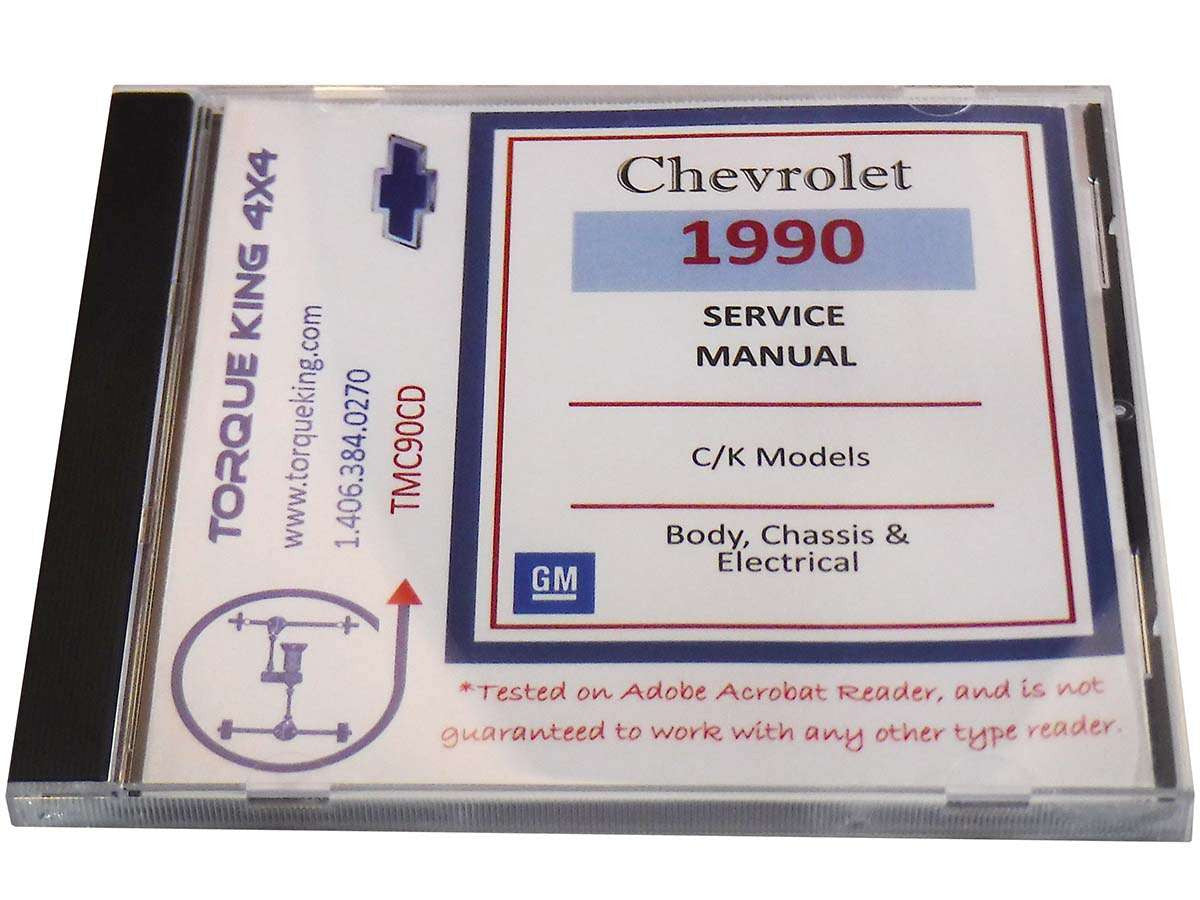 TORQUE KING 4X4
www.torqueking.com
1.406.384.0270
TMC90CD
Chevrolet
1990
SERVICE
MANUAL
C/K Models
Body, Chassis &
Electrical
GM
*Tested on Adobe Acrobat Reader, and is not
guaranteed to work with any other type reader.